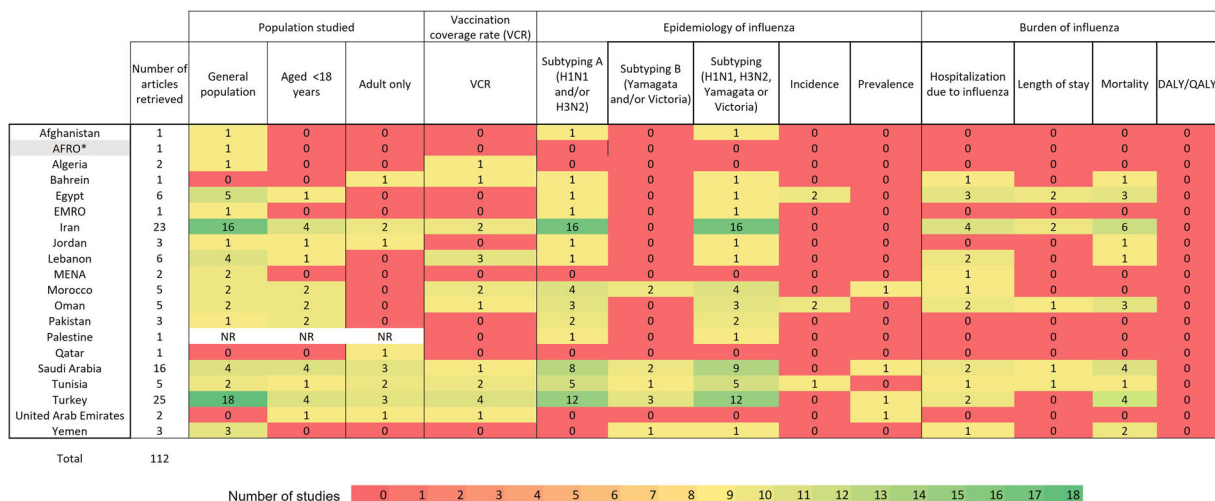 Population studied Vaccination coverage rate (VCR) Epidemiology of influenza Burden of influenza
Number of articles retrieved General population Aged <18 years Adult only VCR Subtyping A (H1N1 and/or H3N2) Subtyping B (Yamagata and/or Victoria) Subtyping (H1N1, H3N2, Yamagata or Victoria) Incidence Prevalence Hospitalization due to influenza Length of stay Mortality DALY/QALY
Afghanistan 1 1 0 0 0 1 0 1 0 0 0 0 0 0
AFRO* 1 1 0 0 0 0 0 0 0 0 0 0 0 0
Algeria 2 1 0 0 1 0 0 0 0 0 0 0 0 0
Bahrein 1 0 0 1 1 1 0 1 0 0 1 0 1 0
Egypt 6 5 1 0 0 1 0 1 2 0 3 2 3 0
EMRO 1 1 0 0 0 1 0 1 0 0 0 0 0 0
Iran 23 16 4 2 2 16 0 16 0 0 4 2 6 0
Jordan 3 1 1 1 0 1 0 1 0 0 0 0 1 0
Lebanon 6 4 1 0 3 1 0 1 0 0 2 0 1 0
MENA 2 2 0 0 0 0 0 0 0 0 1 0 0 0
Morocco 5 2 2 0 2 4 2 4 0 1 1 0 0 0
Oman 5 2 2 0 1 3 0 3 2 0 2 1 3 0
Pakistan 3 1 2 0 0 2 0 2 0 0 0 0 0 0
Palestine 1 NR NR NR 0 1 0 1 0 0 0 0 0 0
Qatar 1 0 0 1 0 0 0 0 0 0 0 0 0 0
Saudi Arabia 16 4 4 3 1 8 2 9 0 1 2 1 4 0
Tunisia 5 2 1 2 2 5 1 5 1 0 1 1 1 0
Turkey 25 18 4 3 4 12 3 12 0 1 2 0 4 0
United Arab Emirates 2 0 1 1 1 0 0 0 0 1 0 0 0 0
Yemen 3 3 0 0 0 0 1 1 0 0 1 0 2 0
Total 112
Number of studies 0 1 2 3 4 5 6 7 8 9 10 11 12 13 14 15 16 17 18